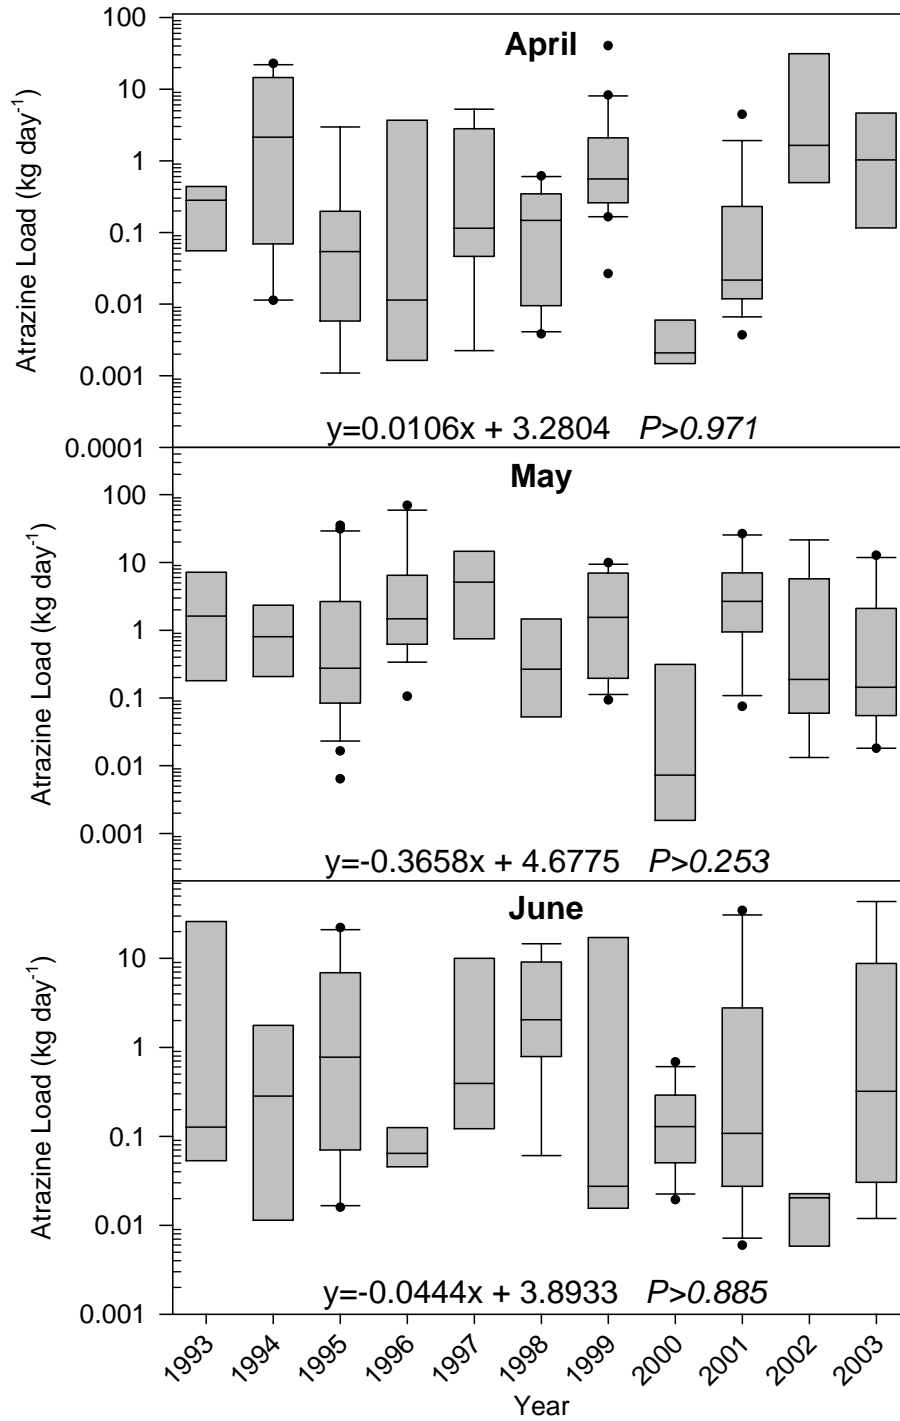 April
Atrazine Load (kg day-1)
100
10
1
0.1
0.01
0.001
0.0001
y=0.0106x + 3.2804 P>0.971
May
Atrazine Load (kg day-1)
100
10
1
0.1
0.01
0.001
y=-0.3658x + 4.6775 P>0.253
June
Atrazine Load (kg day-1)
10
1
0.1
0.01
0.001
y=-0.0444x + 3.8933 P>0.885
1993 1994 1995 1996 1997 1998 1999 2000 2001 2002 2003
Year